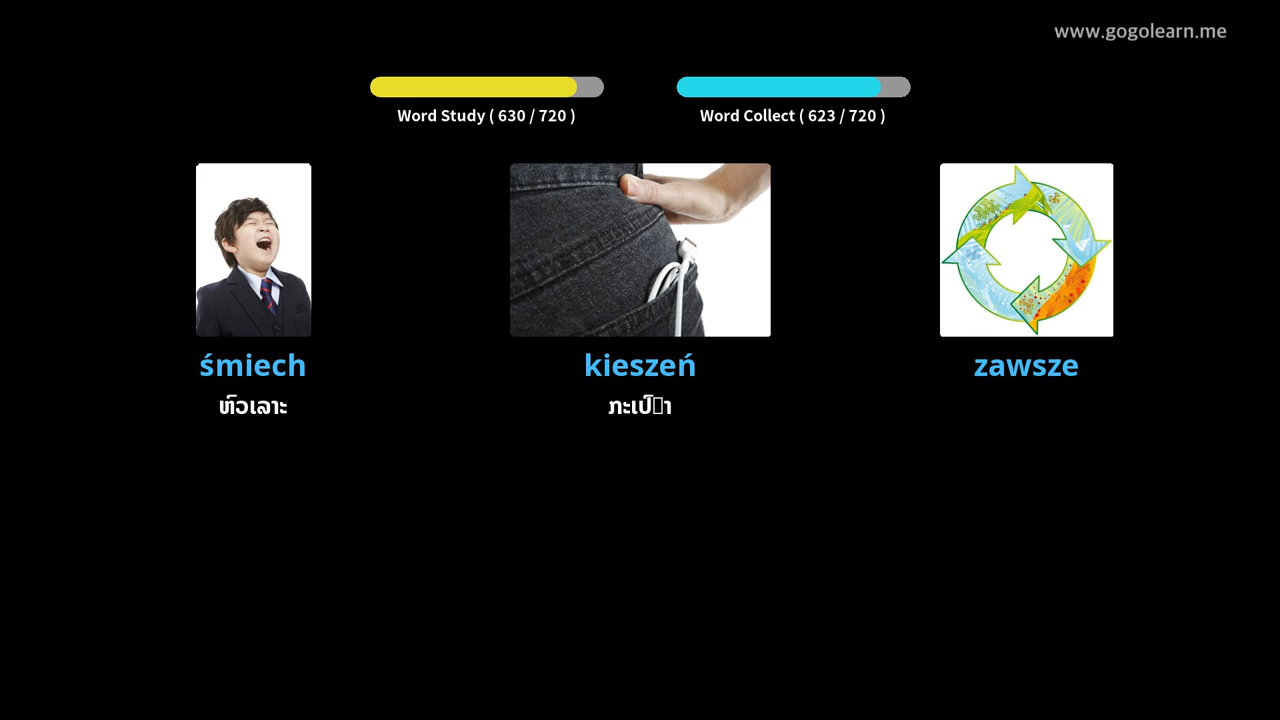 www.gogolearn.me
Word Study ( 630 / 720 )
Word Collect ( 623 / 720 )
śmiech
kieszeń
zawsze
ຫົວເລາະ